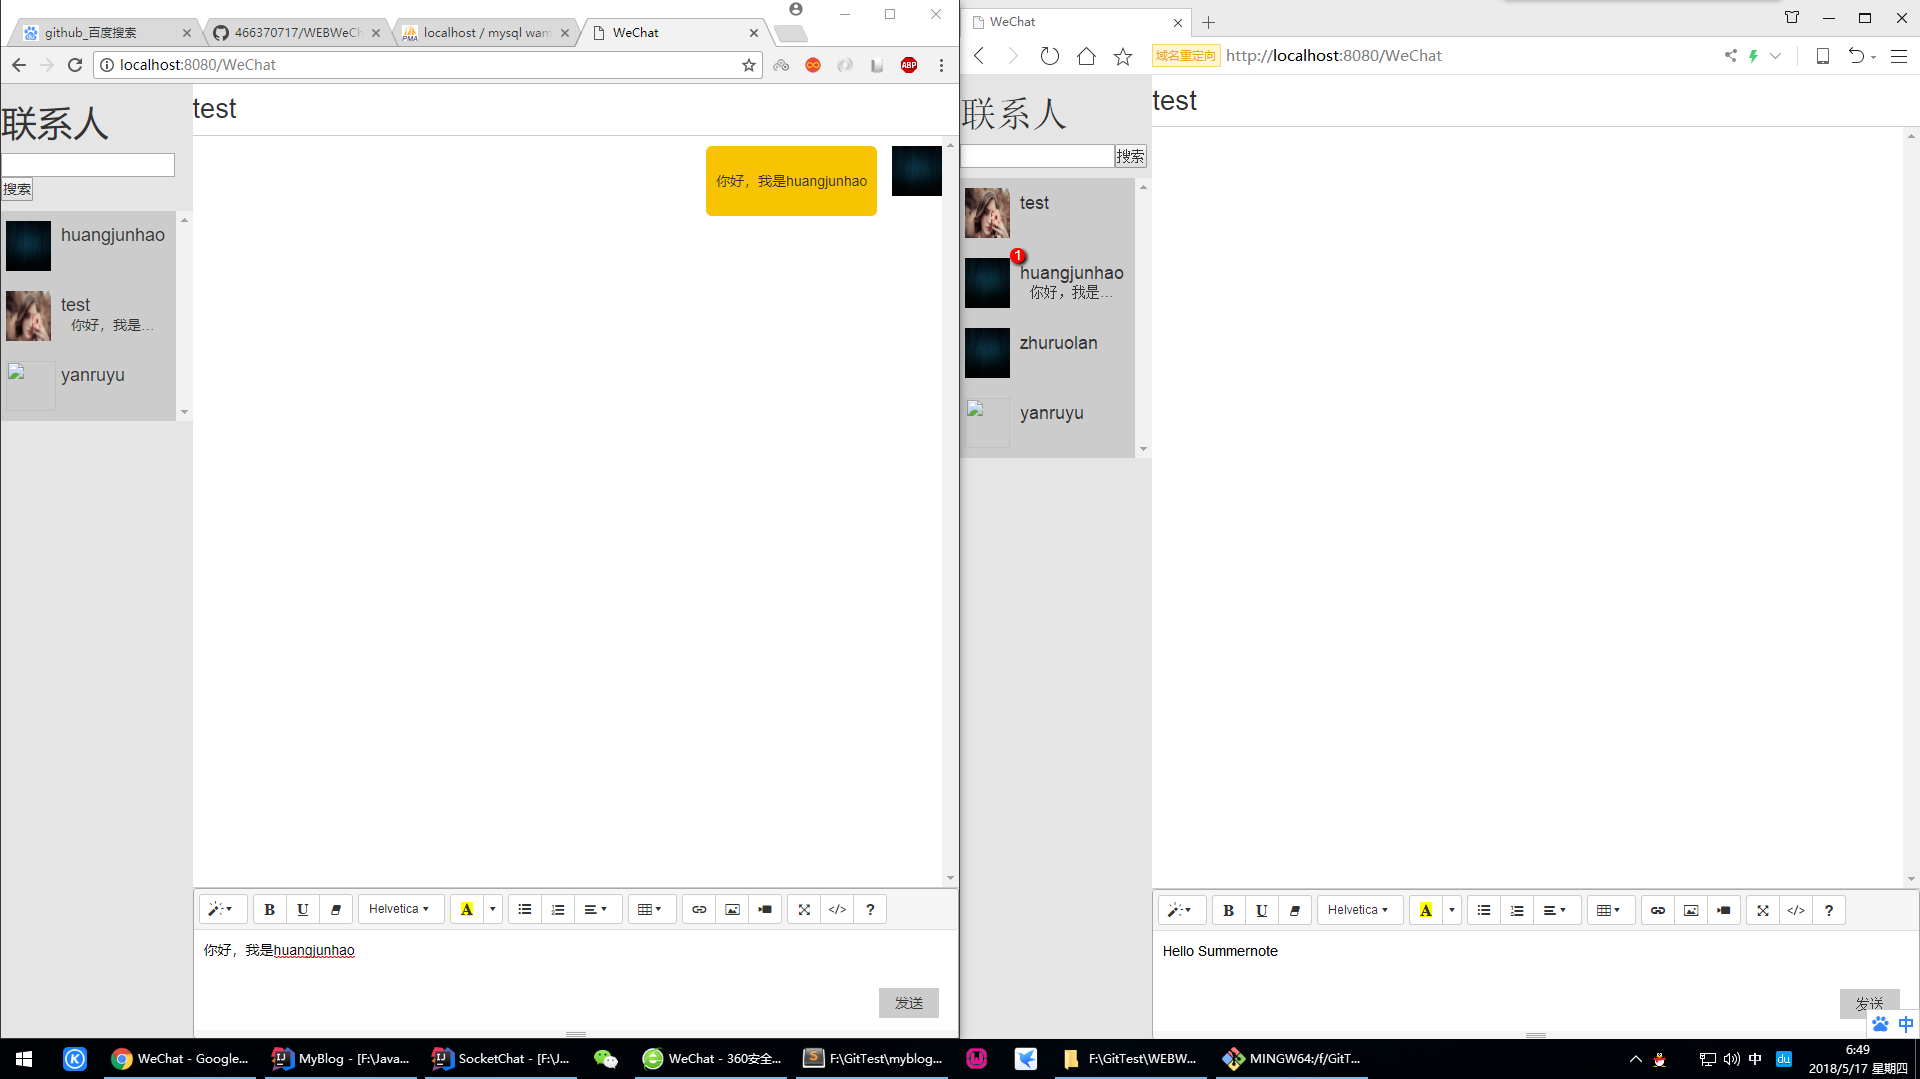 github_百度搜索
466370717/WEBWeCh
localhost / mysql wam
WeChat
localhost:8080/WeChat
ABP
联系人
搜索
huangjunhao
test
你好，我是...
yanruyu
test
你好，我是huangjunhao
B U Helvetica A </> ?
你好，我是huangjunhao
发送
WeChat
域名重定向 http://localhost:8080/WeChat
联系人
搜索
test
1
huangjunhao
你好，我是...
zhuruolan
yanruyu
test
B U Helvetica A </> ?
Hello Summernote
发送
中
WeChat - Google...
MyBlog - [F:\Java...
SocketChat - [F:\J...
WeChat - 360安全...
F:\GitTest\myblog...
F:\GitTest\WEBW...
MINGW64:/f/GitT...
中
du
6:49
2018/5/17 星期四